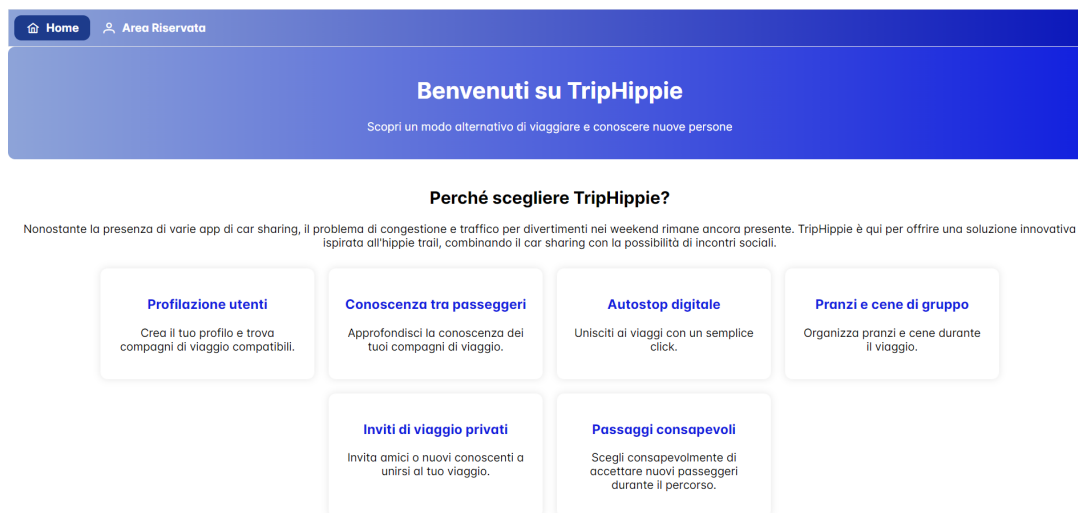 Home Area Riservata
Benvenuti su TripHippie
Scopri un modo alternativo di viaggiare e conoscere nuove persone
Perché scegliere TripHippie?
Nonostante la presenza di varie app di car sharing, il problema di congestione e traffico per divertimenti nei weekend rimane ancora presente. TripHippie è qui per offrire una soluzione innovativa
ispirata all'hippie trail, combinando il car sharing con la possibilità di incontri sociali.
Profilazione utenti
Crea il tuo profilo e trova
compagni di viaggio compatibili.
Conoscenza tra passeggeri
Approfondisci la conoscenza dei
tuoi compagni di viaggio.
Autostop digitale
Unisciti ai viaggi con un semplice
click.
Pranzi e cene di gruppo
Organizza pranzi e cene durante
il viaggio.
Inviti di viaggio privati
Invita amici o nuovi conoscenti a
unirsi al tuo viaggio.
Passaggi consapevoli
Scegli consapevolmente di
accettare nuovi passeggeri
durante il percorso.